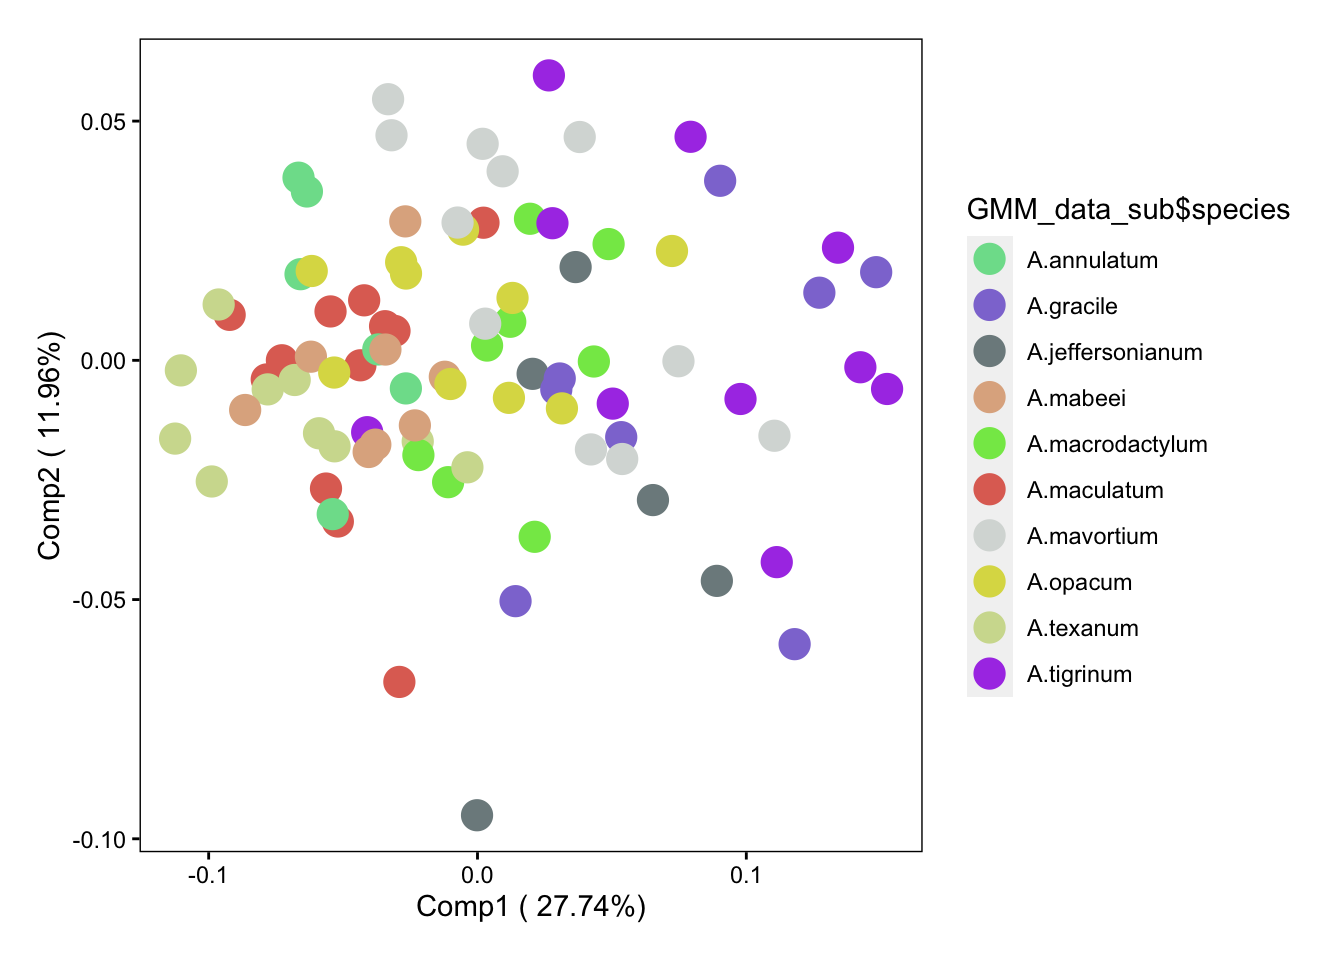 0.05
0.00
-0.05
-0.10
Comp2 ( 11.96%)
-0.1
0.0
0.1
Comp1 ( 27.74%)
GMM_data_sub$species
A.annulatum
A.gracile
A.jeffersonianum
A.mabeei
A.macrodactylum
A.maculatum
A.mavortium
A.opacum
A.texanum
A.tigrinum